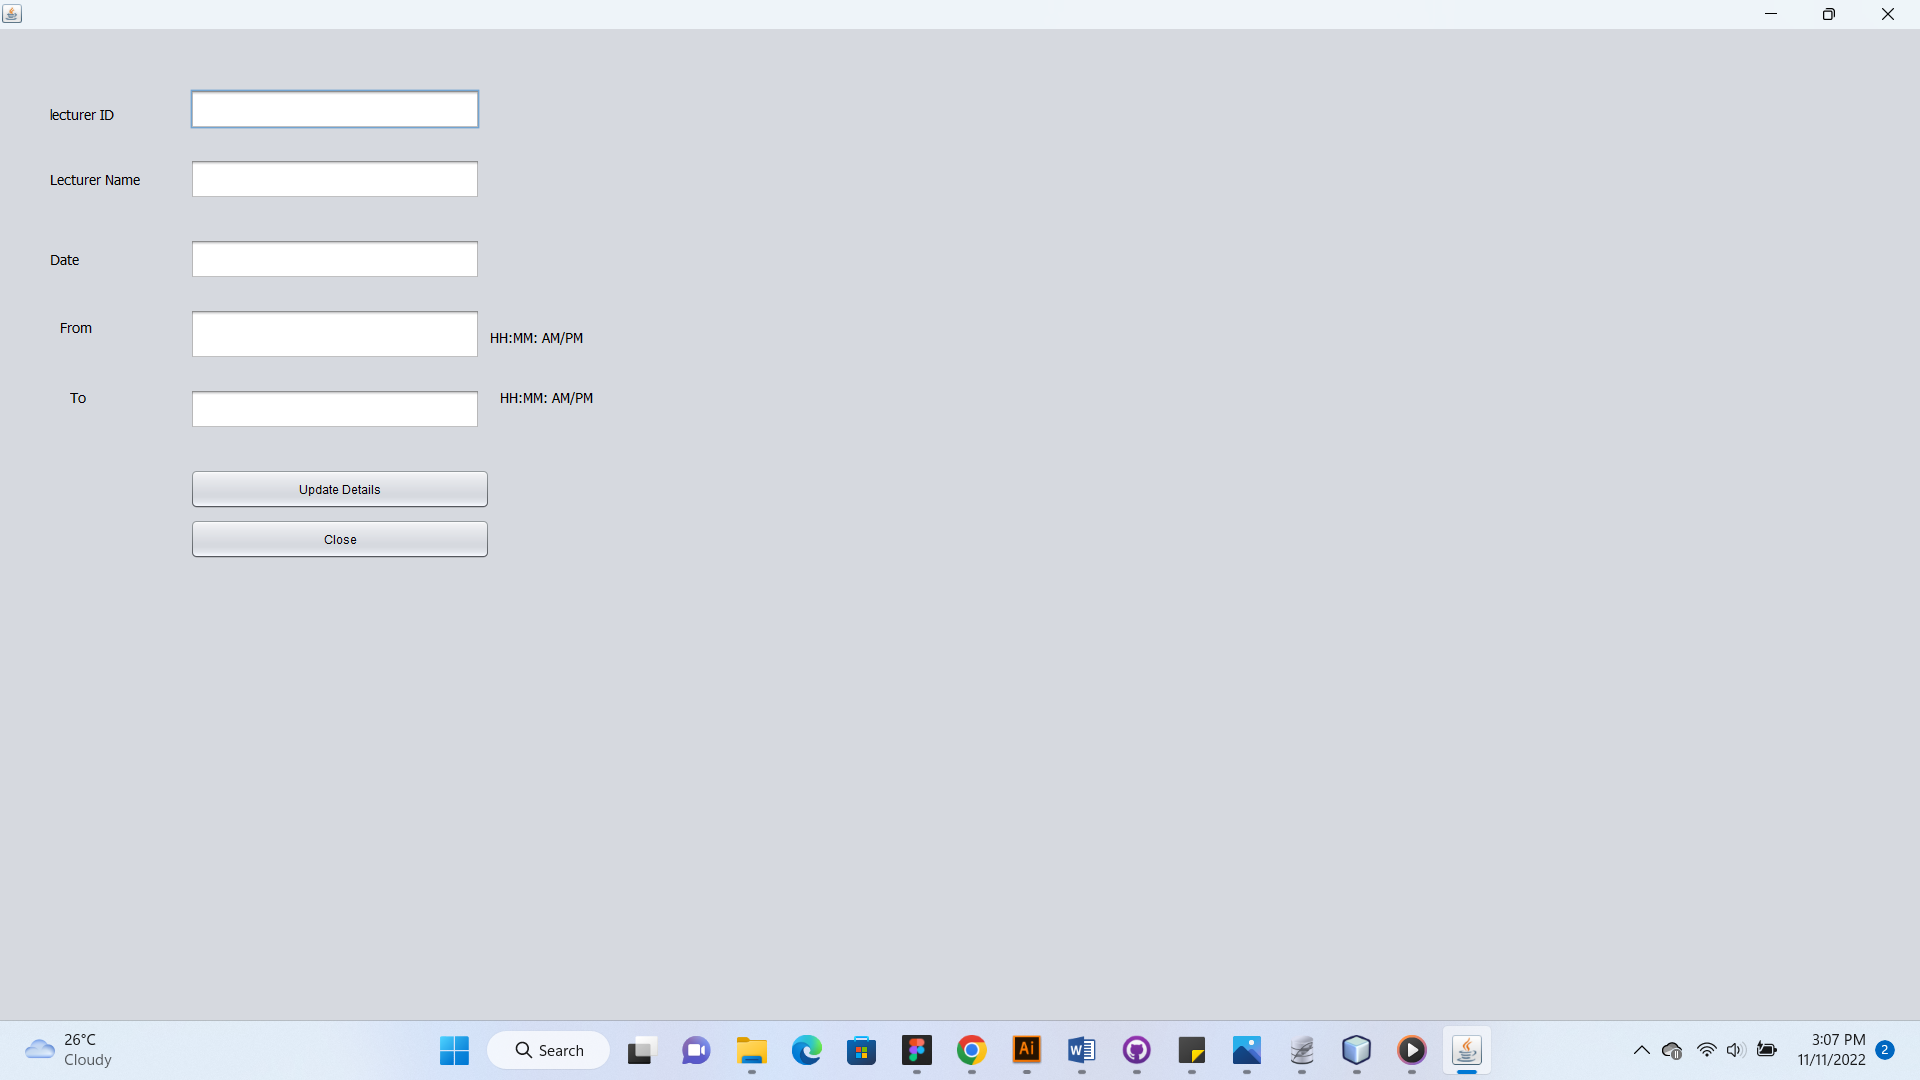 lecturer ID
Lecturer Name
Date
From
HH:MM: AM/PM
To
HH:MM: AM/PM
Update Details
Close
26°C
Cloudy
Search
Ai
W
3:07 PM
11/11/2022
2